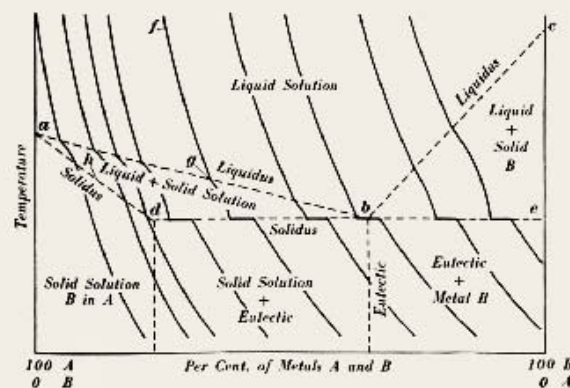 f
c
Liquid Solution
Liquidus
Liquid
+
Solid
B
a
h
g
Liquidus
Liquid + Solid Solution
Solidus
d
b
e
Solidus
Temperature
Solid Solution
B in A
Solid Solution
+
Eutectic
Eutectic
Eutectic
+
Metal B
100 A
0 B
Per Cent. of Metals A and B
100 B
0 A